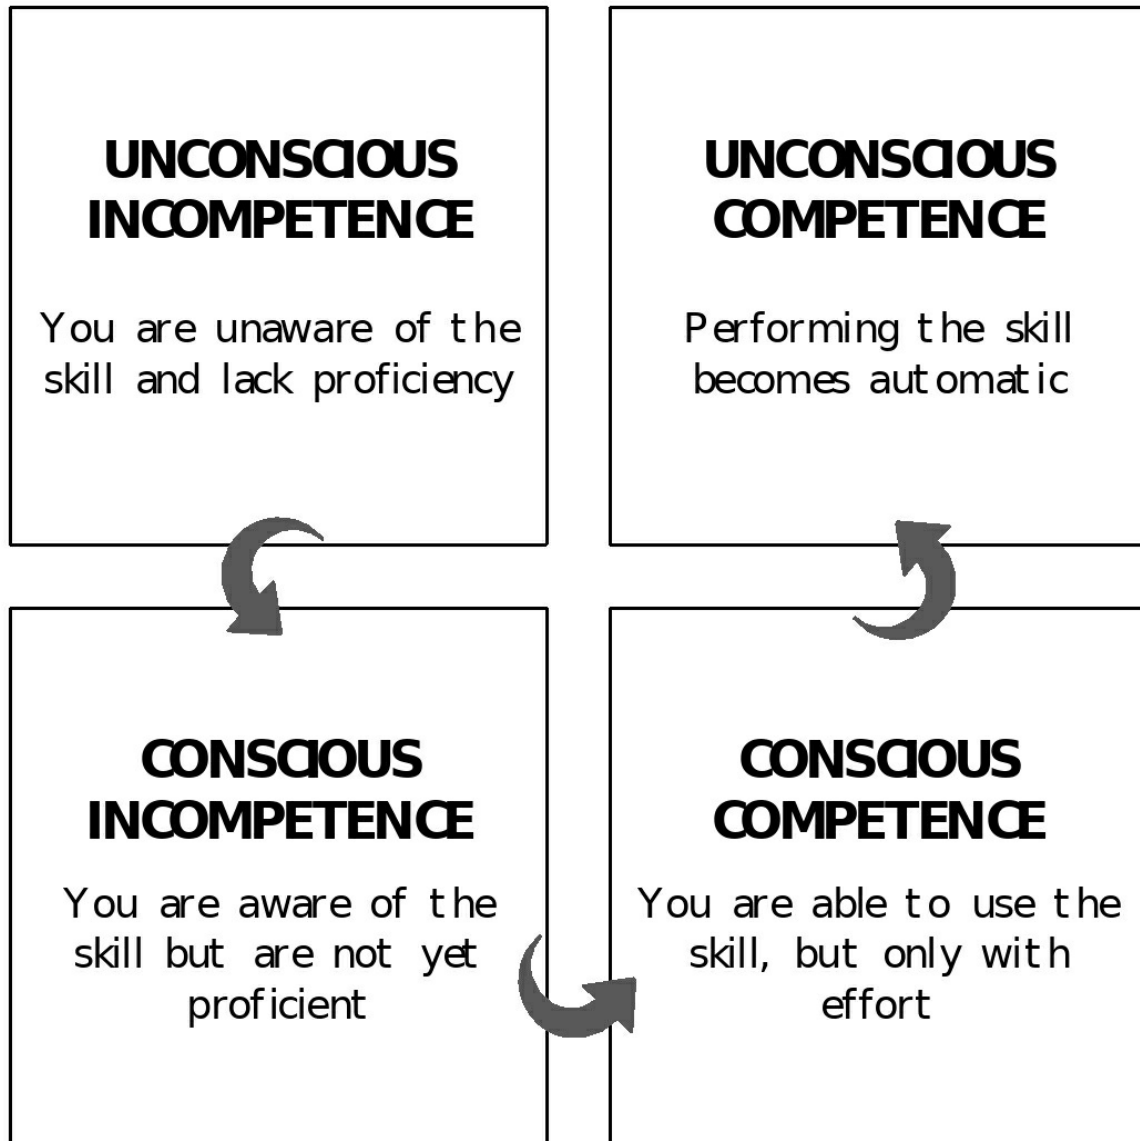 UNCONSCIOUS
INCOMPETENCE
You are unaware of the
skill and lack proficiency
UNCONSCIOUS
COMPETENCE
Performing the skill
becomes automatic
CONSCIOUS
INCOMPETENCE
You are aware of the
skill but are not yet
proficient
CONSCIOUS
COMPETENCE
You are able to use the
skill, but only with
effort